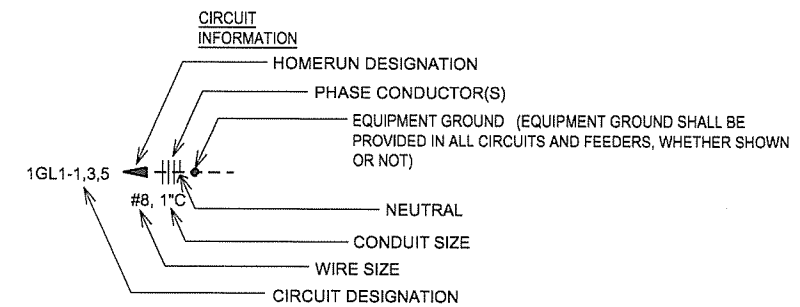 CIRCUIT
INFORMATION
HOMERUN DESIGNATION
PHASE CONDUCTOR(S)
EQUIPMENT GROUND (EQUIPMENT GROUND SHALL BE
PROVIDED IN ALL CIRCUITS AND FEEDERS, WHETHER SHOWN
OR NOT)
1GL1-1,3,5
#8, 1"C
NEUTRAL
CONDUIT SIZE
WIRE SIZE
CIRCUIT DESIGNATION